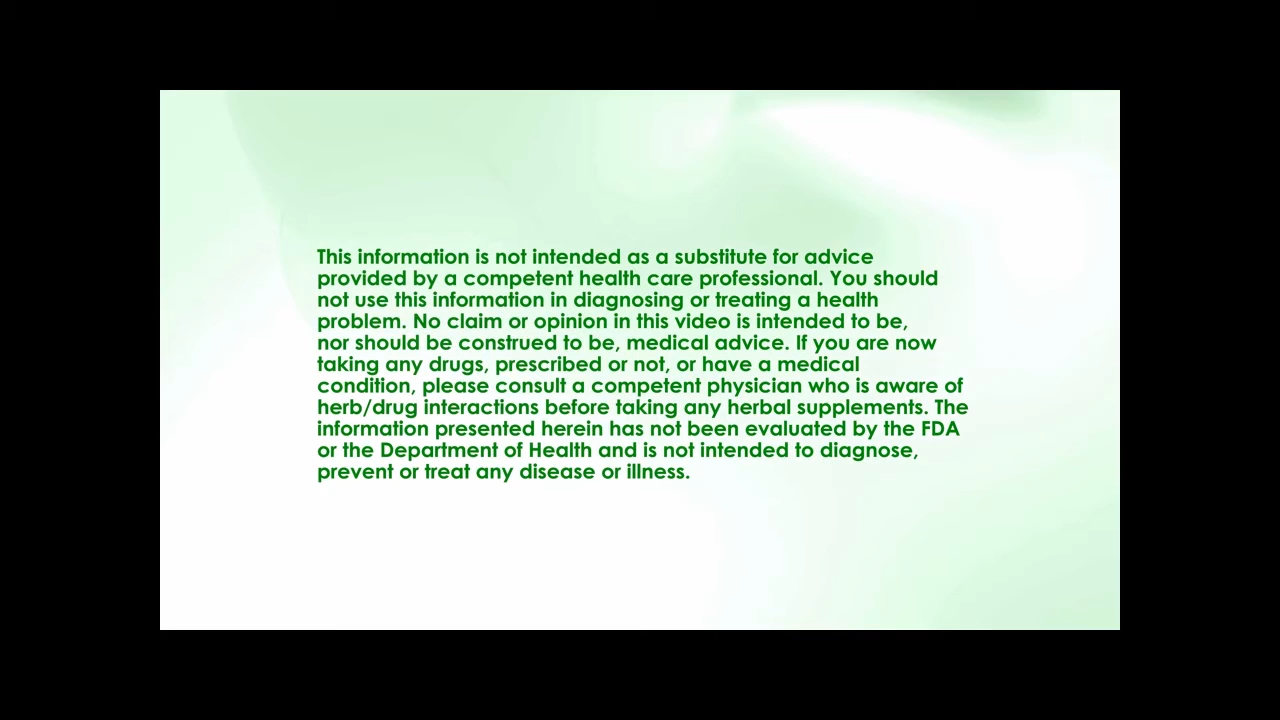 This information is not intended as a substitute for advice
provided by a competent health care professional. You should
not use this information in diagnosing or treating a health
problem. No claim or opinion in this video is intended to be,
nor should be construed to be, medical advice. If you are now
taking any drugs, prescribed or not, or have a medical
condition, please consult a competent physician who is aware of
herb/drug interactions before taking any herbal supplements. The
information presented herein has not been evaluated by the FDA
or the Department of Health and is not intended to diagnose,
prevent or treat any disease or illness.